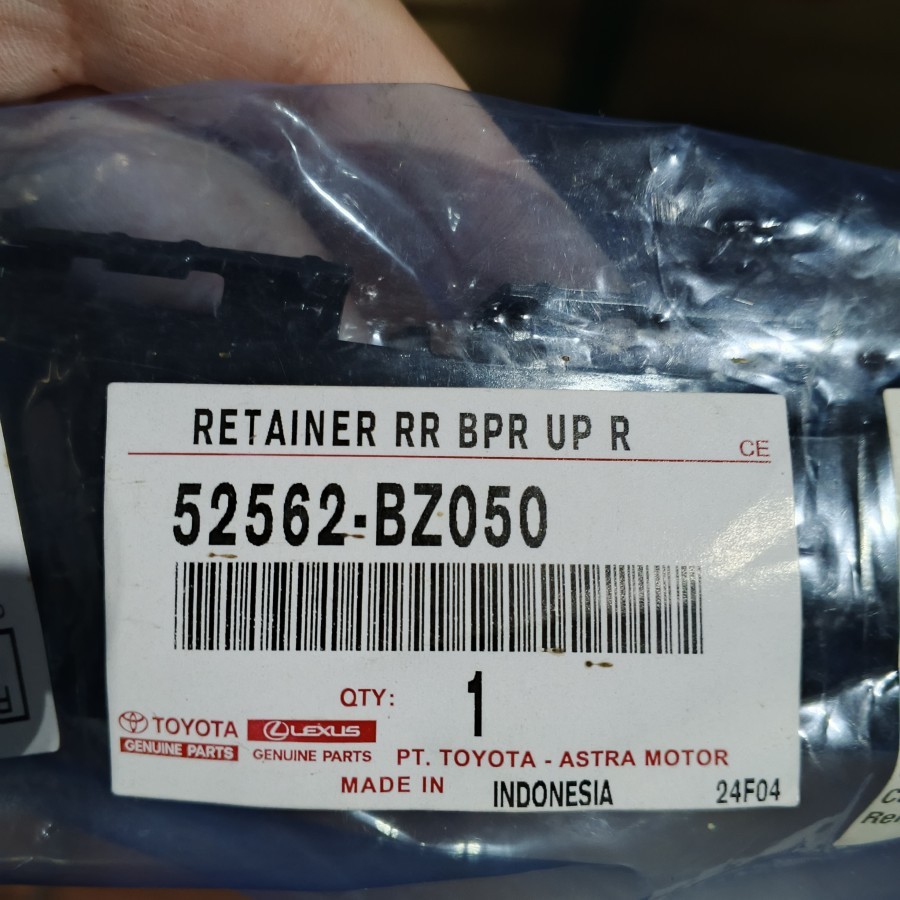 RETAINER RR BPR UP R
CE
52562-BZ050
QTY: 1
TOYOTA
GENUINE PARTS
LEXUS
GENUINE PARTS
PT. TOYOTA - ASTRA MOTOR
MADE IN INDONESIA
24F04